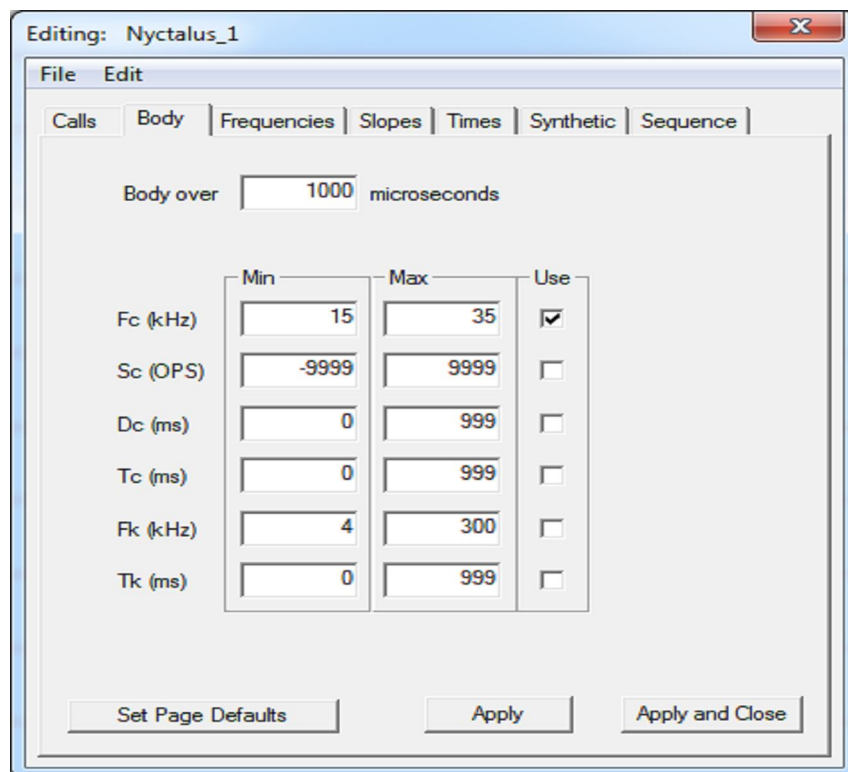 Editing: Nyctalus_1
File Edit
Calls Body Frequencies Slopes Times Synthetic Sequence
Body over 1000 microseconds
Min Max Use
Fc (kHz) 15 35
Sc (OPS) -9999 9999
Dc (ms) 0 999
Tc (ms) 0 999
Fk (kHz) 4 300
Tk (ms) 0 999
Set Page Defaults Apply Apply and Close